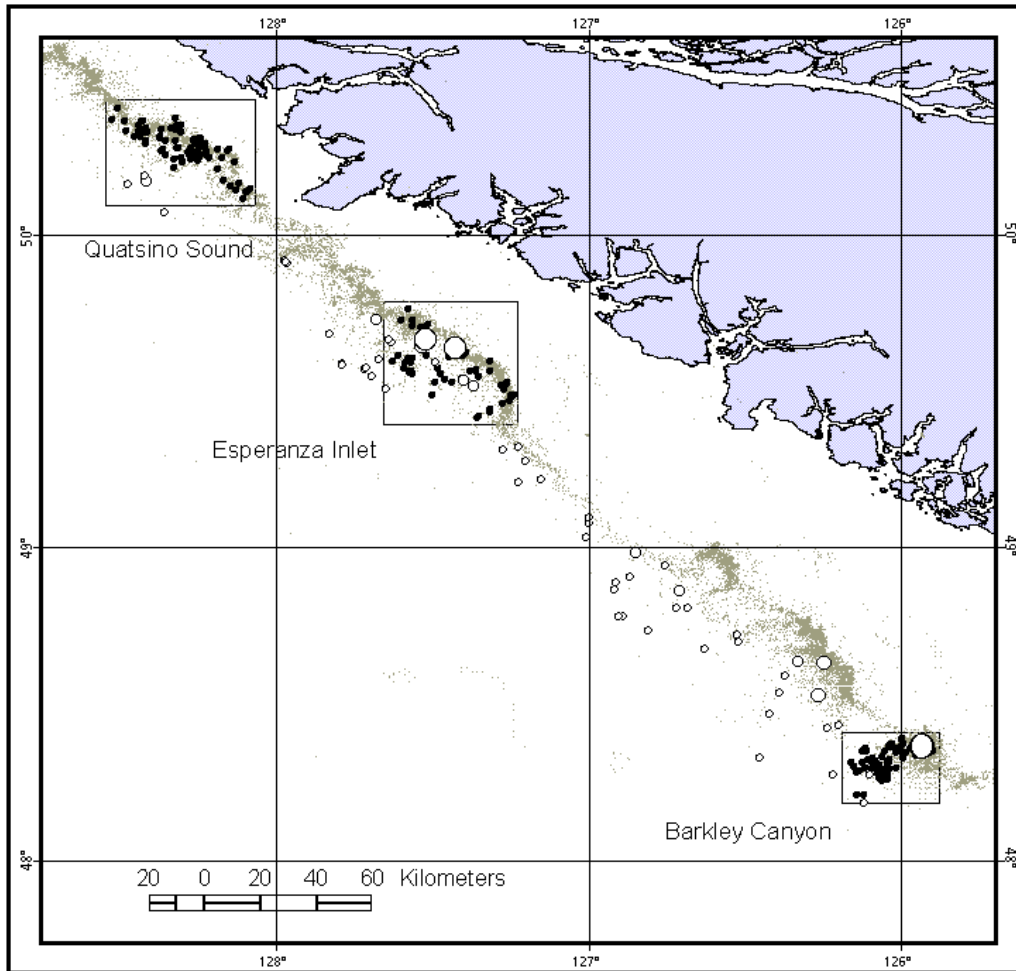 128° 127° 126°
50° 50°
Quatsino Sound
Esperanza Inlet
49° 49°
Barkley Canyon
48° 48°
20 0 20 40 60 Kilometers
128° 127° 126°